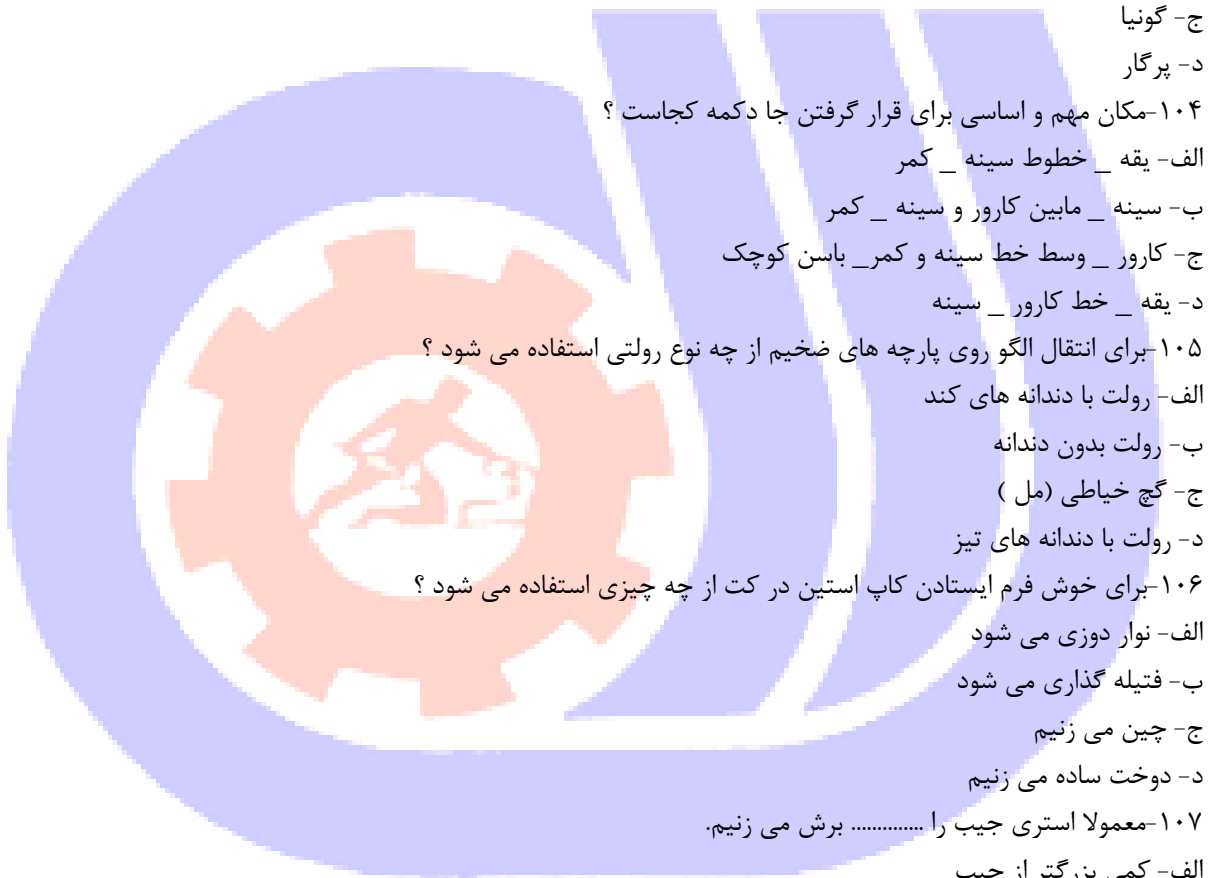 ج- گونیا
د- پرگار
۱۰۴-مکان مهم و اساسی برای قرار گرفتن جا دکمه کجاست ؟
الف- یقه _ خطوط سینه _ کمر
ب- سینه _ مابین کارور و سینه _ کمر
ج- کارور _ وسط خط سینه و کمر_ باسن کوچک
د- یقه _ خط کارور _ سینه
۱۰۵-برای انتقال الگو روی پارچه های ضخیم از چه نوع رولتی استفاده می شود ؟
الف- رولت با دندانه های کند
ب- رولت بدون دندانه
ج- گچ خیاطی (مل )
د- رولت با دندانه های تیز
۱۰۶-برای خوش فرم ایستادن کاپ استین در کت از چه چیزی استفاده می شود ؟
الف- نوار دوزی می شود
ب- فتیله گذاری می شود
ج- چین می زنیم
د- دوخت ساده می زنیم
۱۰۷-معمولا استری جیب را .............. برش می زنیم.
الف- کمی بزرگتر از جیب